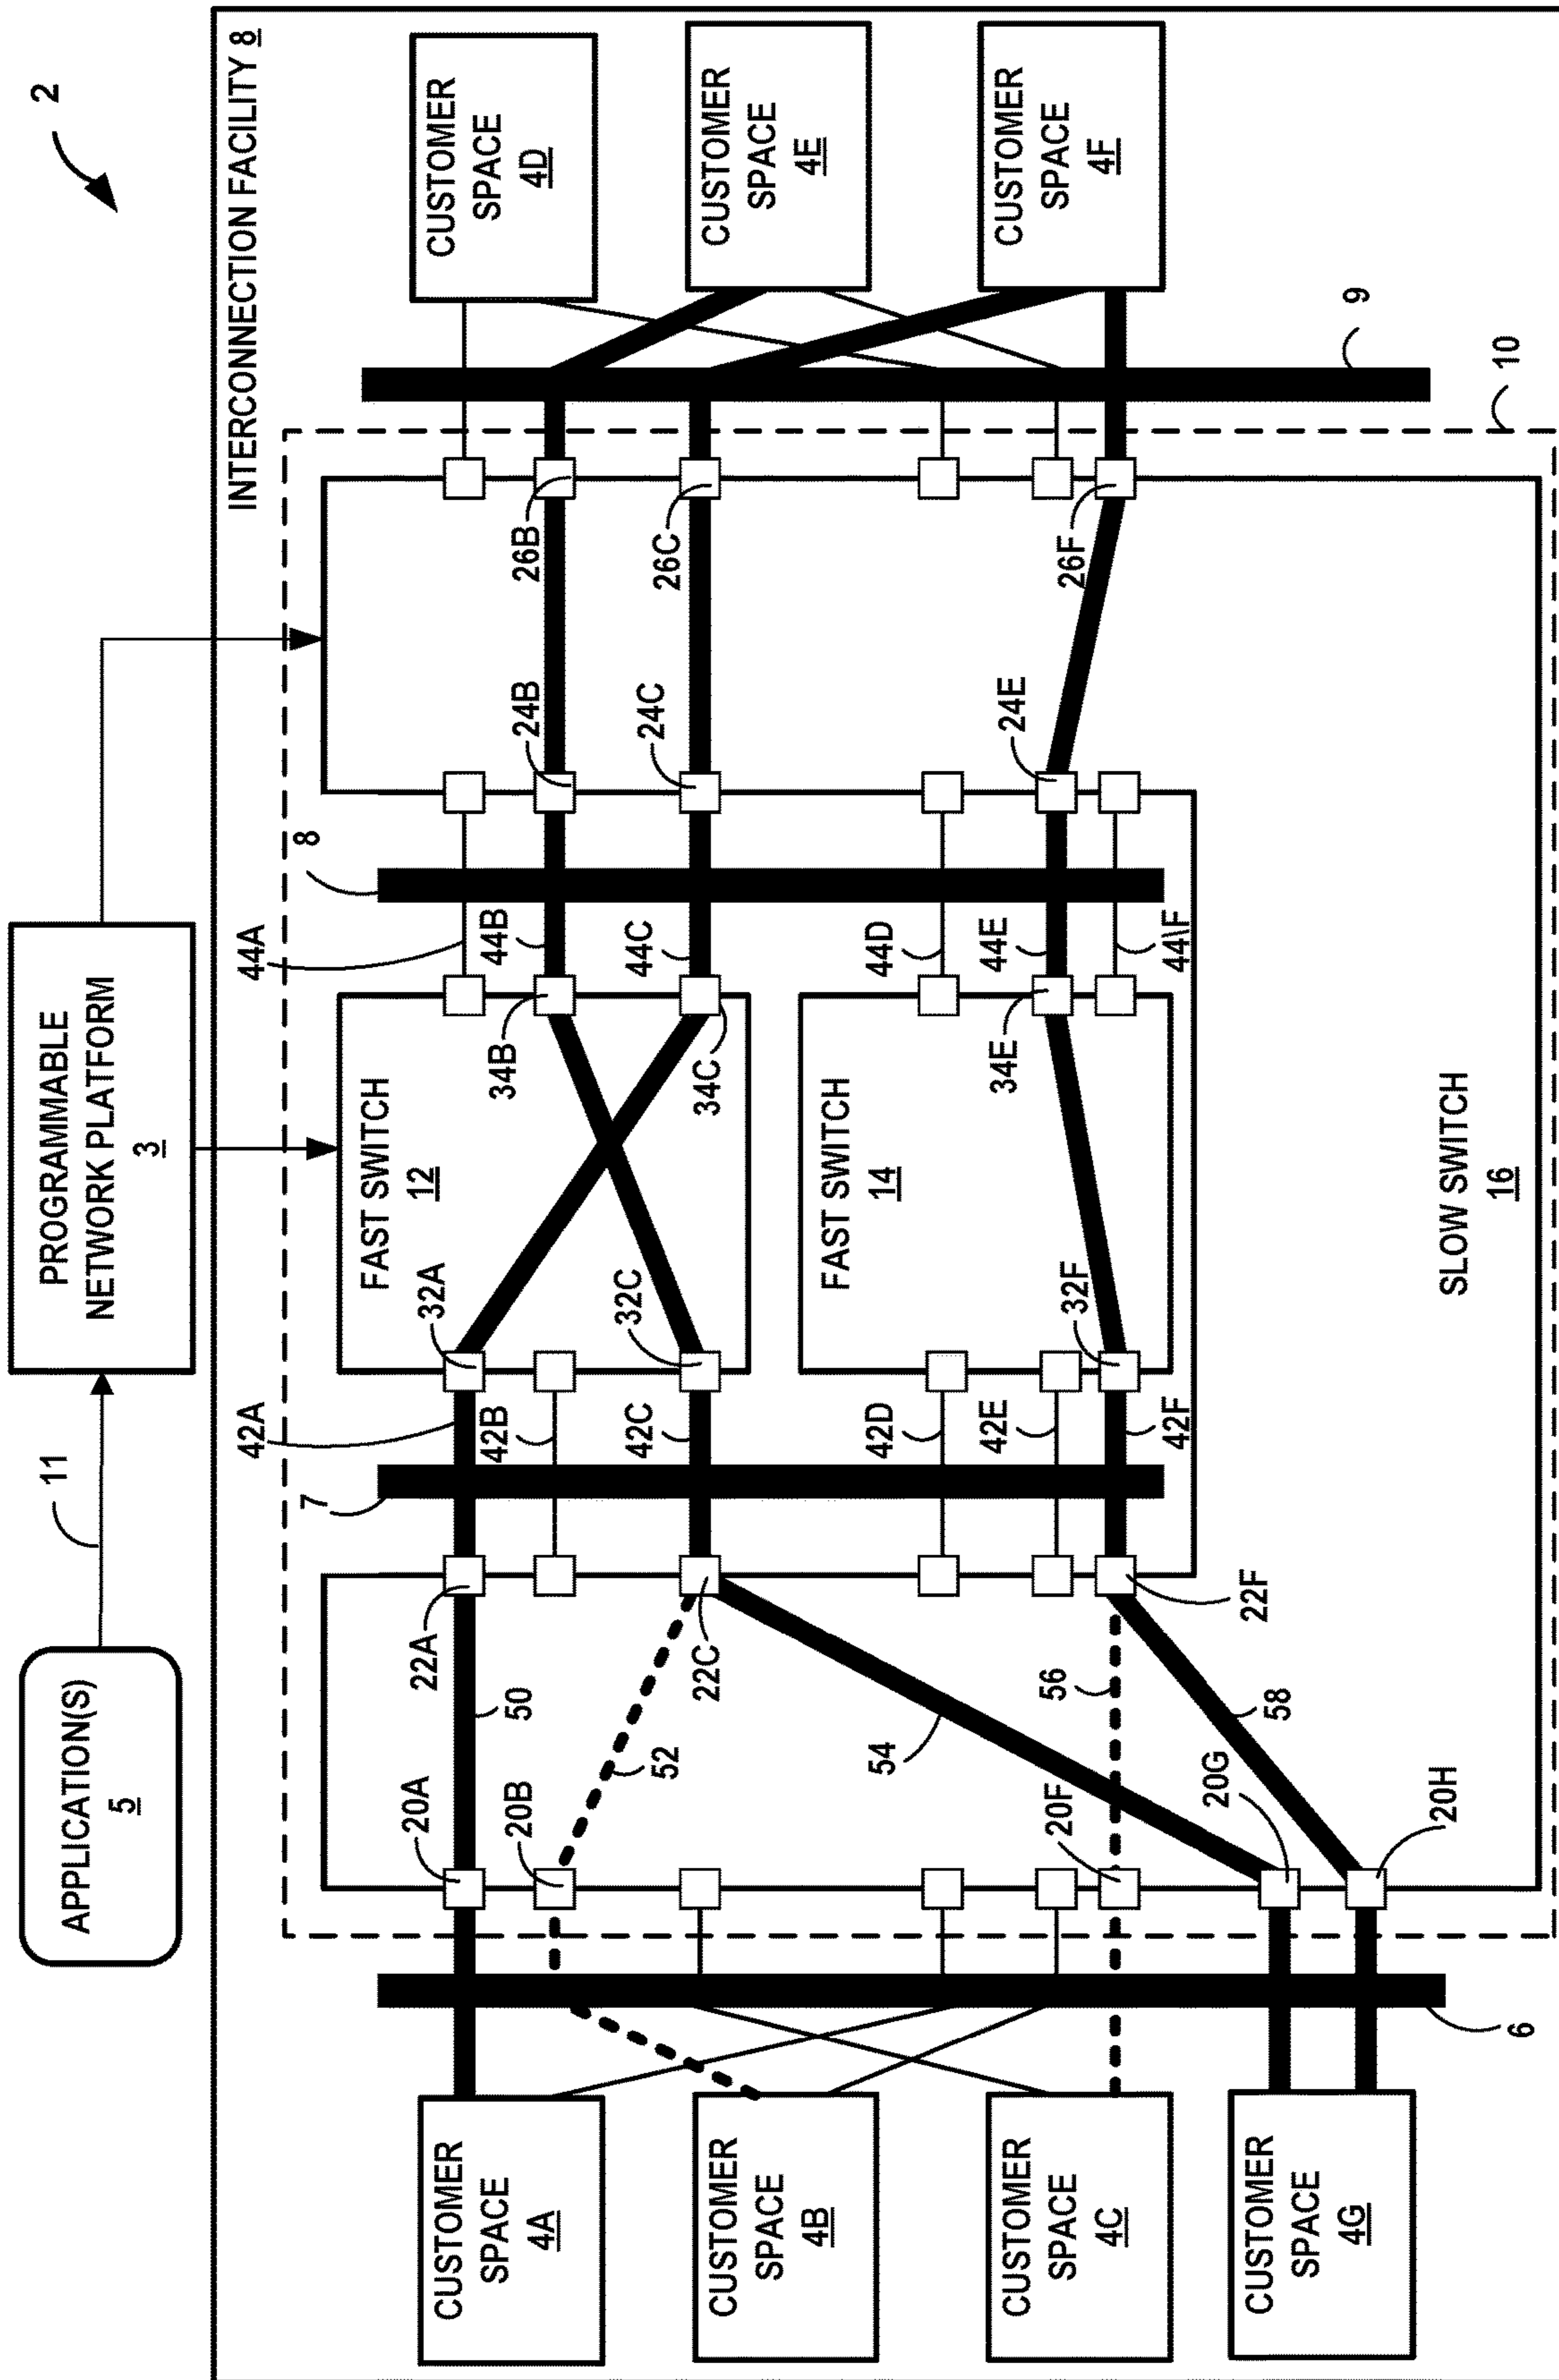 2
APPLICATION(S)
5
11
PROGRAMMABLE
NETWORK PLATFORM
3
INTERCONNECTION FACILITY 8
CUSTOMER
SPACE
4A
CUSTOMER
SPACE
4B
CUSTOMER
SPACE
4C
CUSTOMER
SPACE
4G
6
20A
20B
20F
20G
20H
50
52
54
56
58
22A
22C
22F
7
42A
42B
42C
42D
42E
42F
32A
32C
32F
FAST SWITCH
12
FAST SWITCH
14
SLOW SWITCH
16
34B
34C
34E
44A
44B
44C
44D
44E
44\F
8
24B
24C
24E
26B
26C
26F
10
9
CUSTOMER
SPACE
4D
CUSTOMER
SPACE
4E
CUSTOMER
SPACE
4F